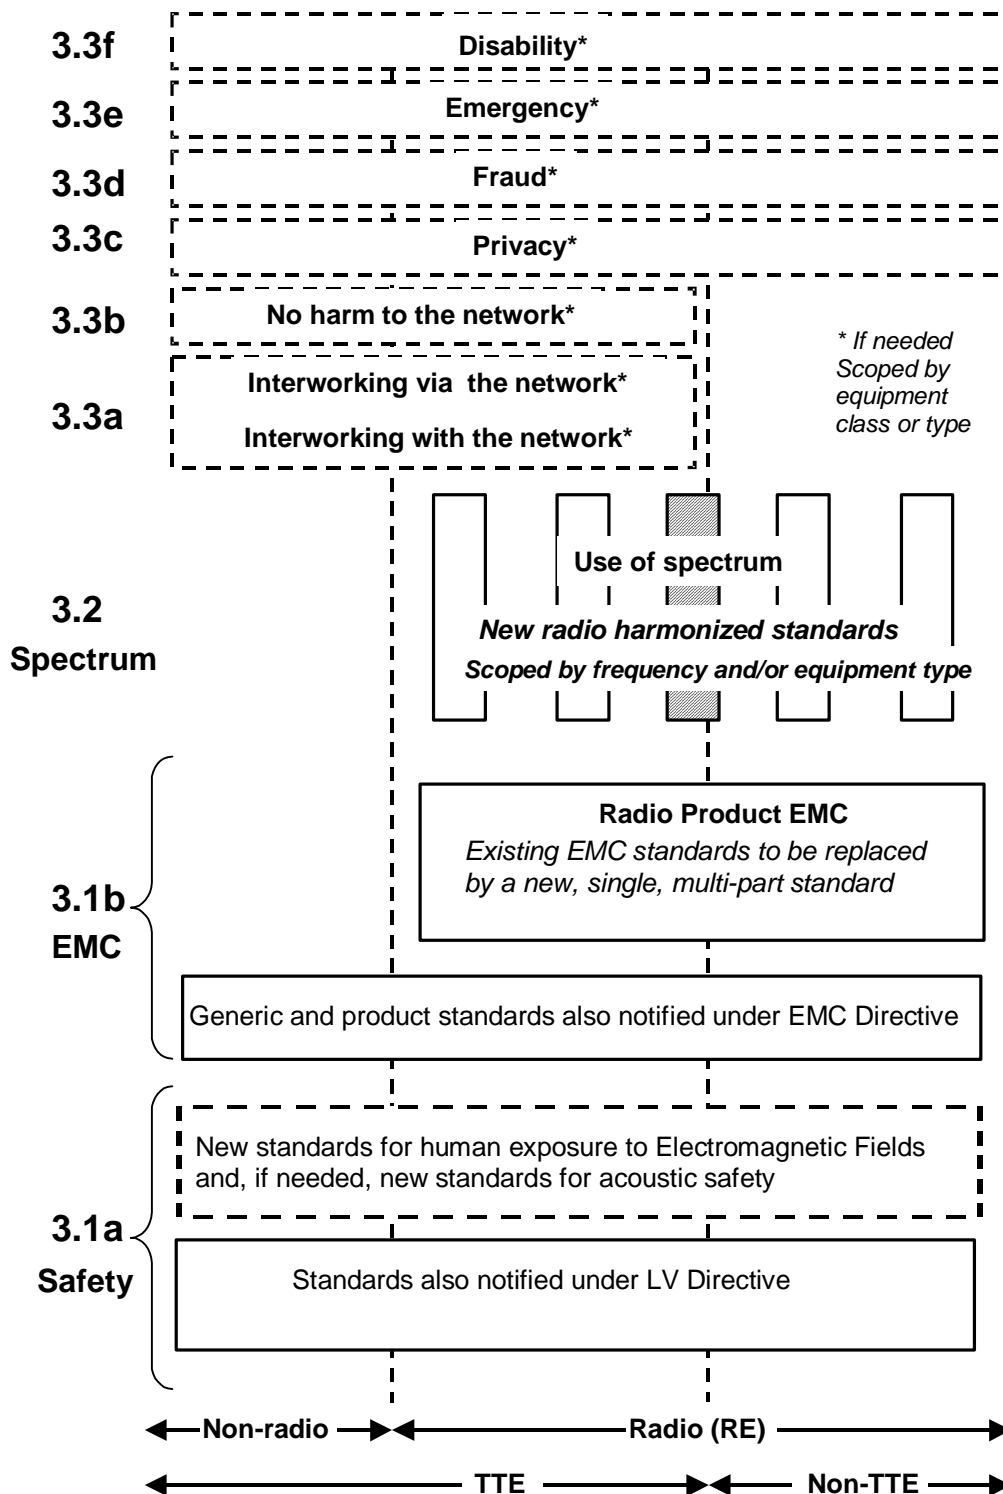 3.3f
Disability*
3.3e
Emergency*
3.3d
Fraud*
3.3c
Privacy*
3.3b
No harm to the network*
3.3a
Interworking via the network*
Interworking with the network*
* If needed
Scoped by
equipment
class or type
3.2
Spectrum
Use of spectrum
New radio harmonized standards
Scoped by frequency and/or equipment type
3.1b
EMC
Radio Product EMC
Existing EMC standards to be replaced
by a new, single, multi-part standard
Generic and product standards also notified under EMC Directive
3.1a
Safety
New standards for human exposure to Electromagnetic Fields
and, if needed, new standards for acoustic safety
Standards also notified under LV Directive
Non-radio
Radio (RE)
TTE
Non-TTE